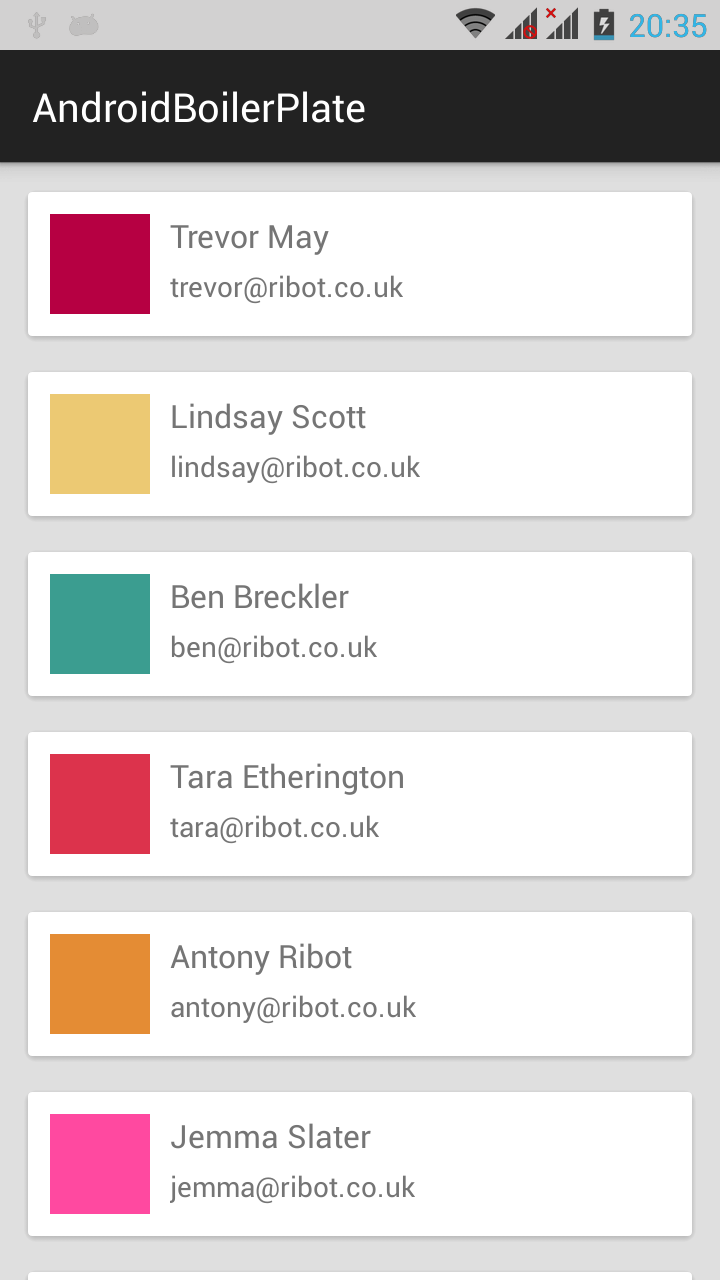 20:35
AndroidBoilerPlate
Trevor May
trevor@ribot.co.uk
Lindsay Scott
lindsay@ribot.co.uk
Ben Breckler
ben@ribot.co.uk
Tara Etherington
tara@ribot.co.uk
Antony Ribot
antony@ribot.co.uk
Jemma Slater
jemma@ribot.co.uk